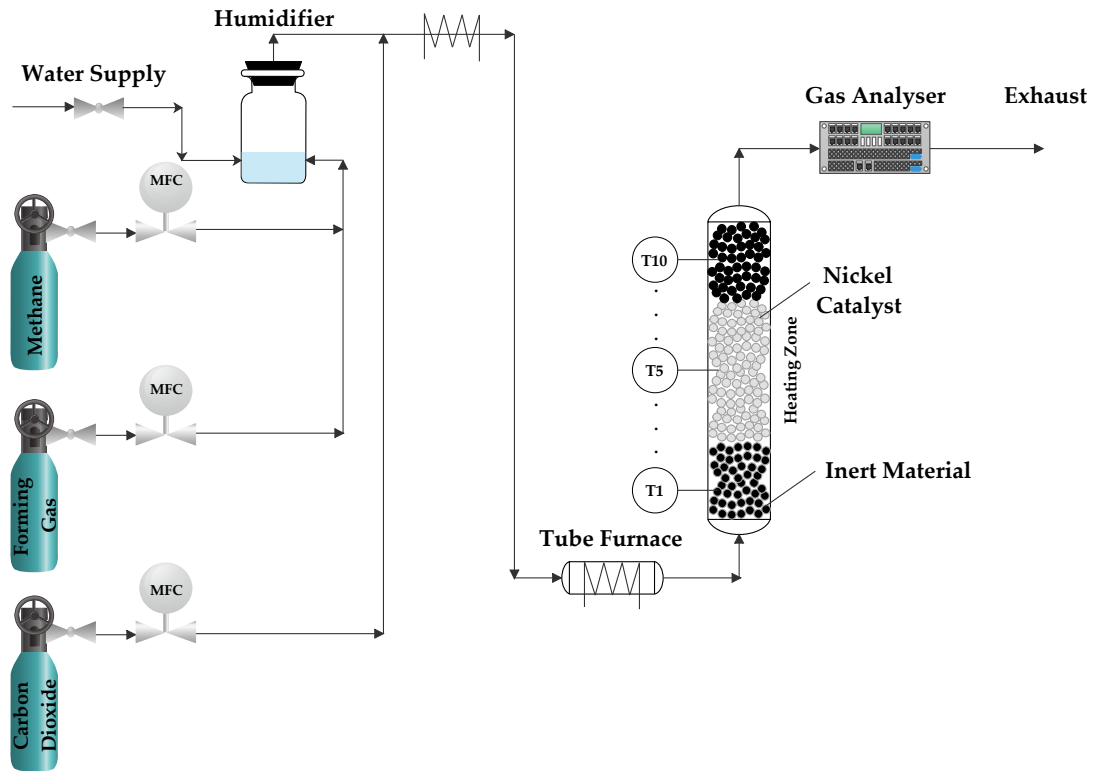 Humidifier
Water Supply
Gas Analyser
Exhaust
MFC
Methane
T10
Nickel
Catalyst
T5
Heating Zone
MFC
Forming
Gas
T1
Inert Material
Tube Furnace
MFC
Carbon
Dioxide